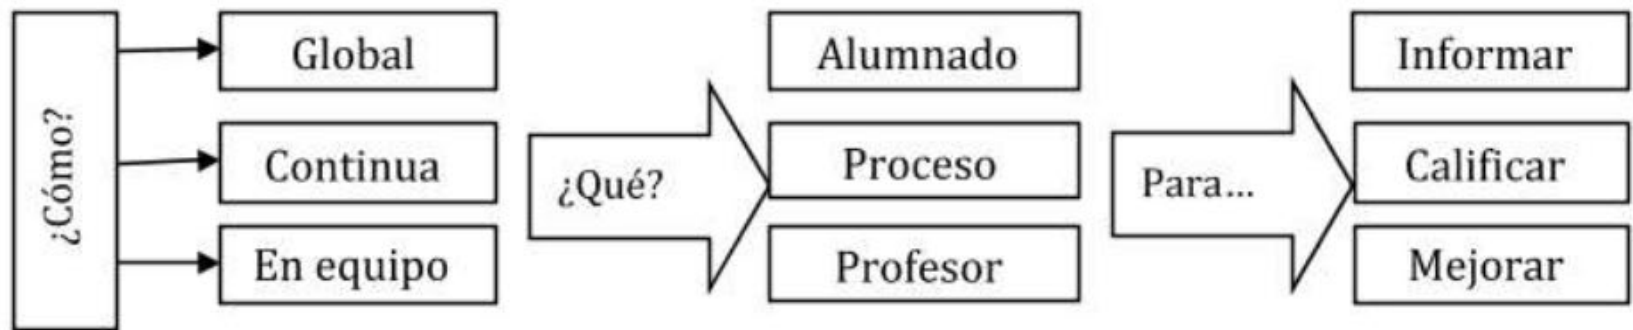 ¿Cómo?
Global
Continua
En equipo
¿Qué?
Alumnado
Proceso
Profesor
Para...
Informar
Calificar
Mejorar